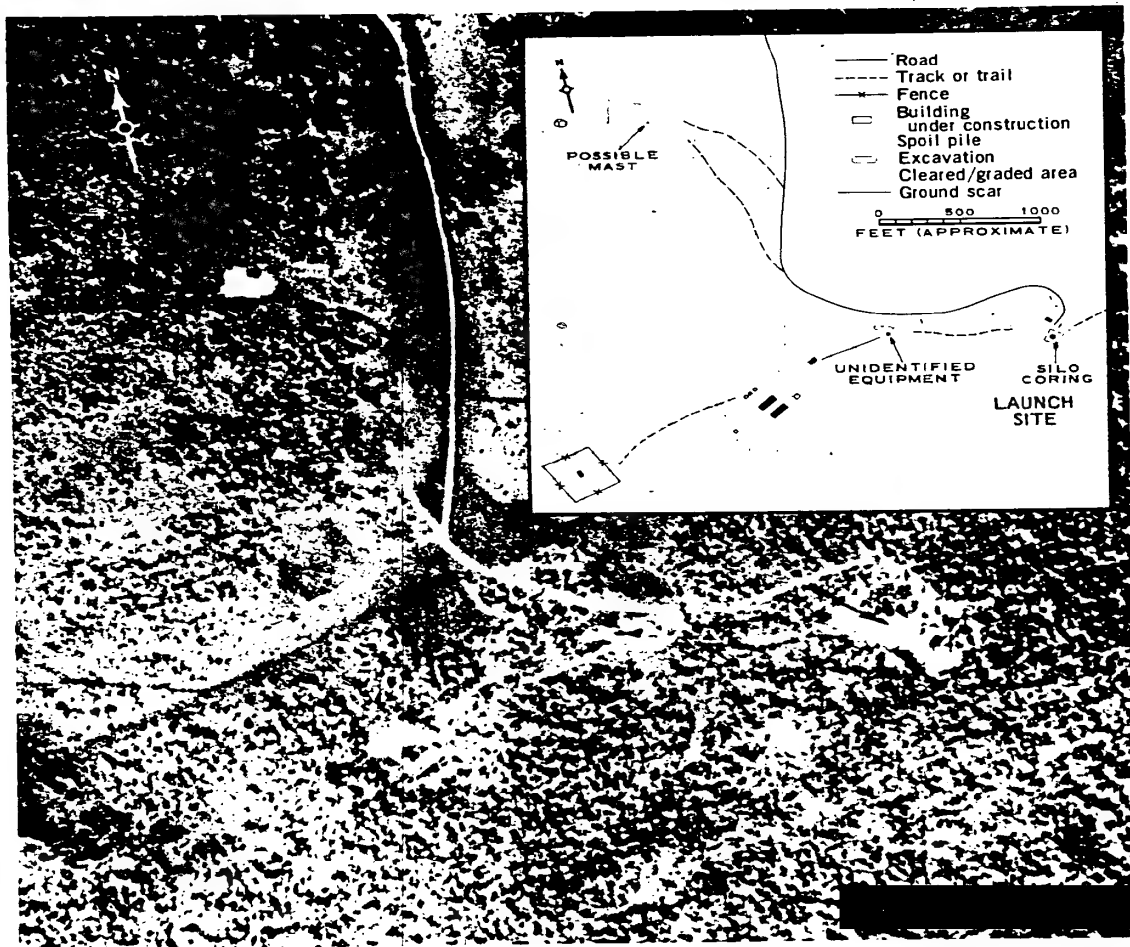 N
N
Road
Track or trail
Fence
Building
under construction
Spoil pile
Excavation
Cleared/graded area
Ground scar
0 500 1000
FEET (APPROXIMATE)
POSSIBLE
MAST
UNIDENTIFIED
EQUIPMENT
SILO
CORING
LAUNCH
SITE